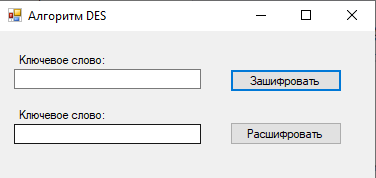 Алгоритм DES
Ключевое слово:
Зашифровать
Ключевое слово:
Расшифровать